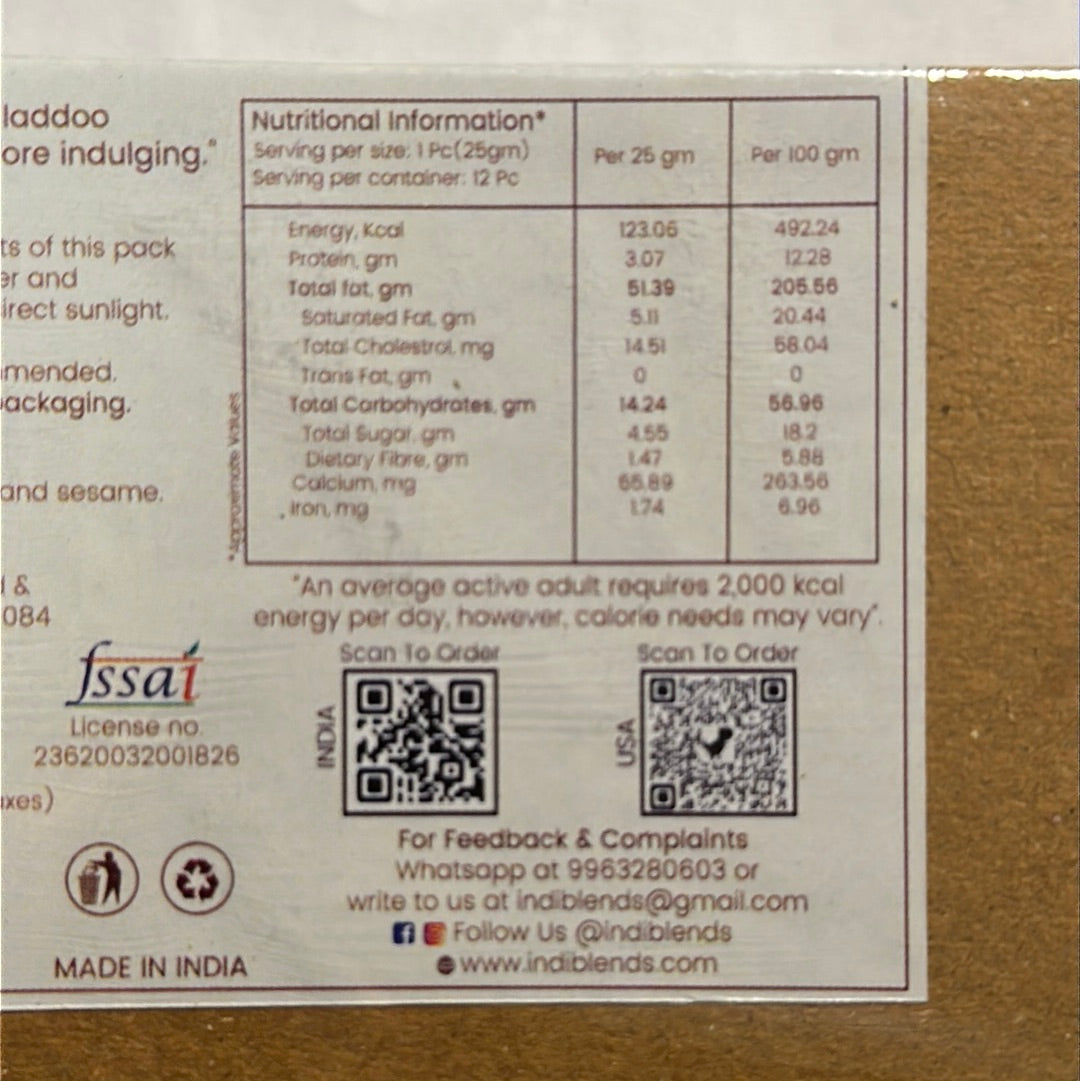 laddoo
ore indulging."
ts of this pack
er and
irect sunlight.
mended.
ackaging.
and sesame.
&
084
fssai
License no.
23620032001826
axes)
MADE IN INDIA
Nutritional Information*
Serving per size: 1 Pc(25gm)
Serving per container: 12 Pc
Per 25 gm
Per 100 gm
Energy, Kcal 123.06 492.24
Protein, gm 3.07 12.28
Total fat, gm 51.39 205.56
Saturated Fat, gm 5.11 20.44
Total Cholestrol, mg 14.51 58.04
Trans Fat, gm 0 0
Total Carbohydrates, gm 14.24 56.96
Total Sugar, gm 4.55 18.2
Dietary Fibre, gm 1.47 5.88
Calcium, mg 65.89 263.56
Iron, mg 1.74 6.96
*Approxemate values
"An average active adult requires 2,000 kcal
energy per day, however, calorie needs may vary".
Scan To Order
INDIA
Scan To Order
USA
For Feedback & Complaints
Whatsapp at 9963280603 or
write to us at indiblends@gmail.com
Follow Us @indiblends
www.indiblends.com